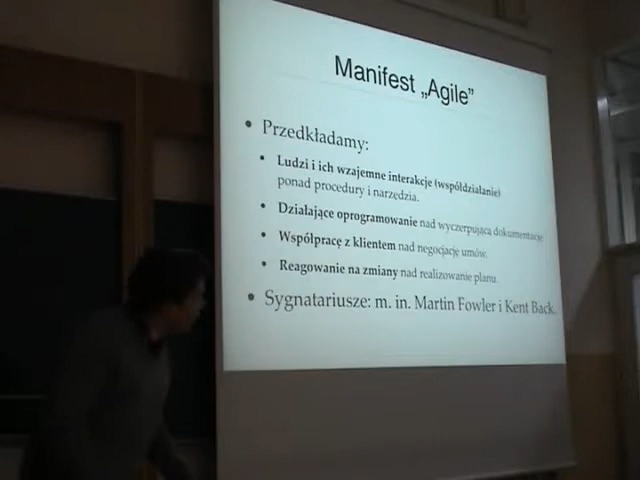 Manifest „Agile”
• Przedkładamy:
• Ludzi i ich wzajemne interakcje (współdziałanie)
ponad procedury i narzędzia.
• Działające oprogramowanie nad wyczerpującą dokumentację
• Współpracę z klientem nad negocjację umów.
• Reagowanie na zmiany nad realizowanie planu.
• Sygnatariusze: m. in. Martin Fowler i Kent Back.